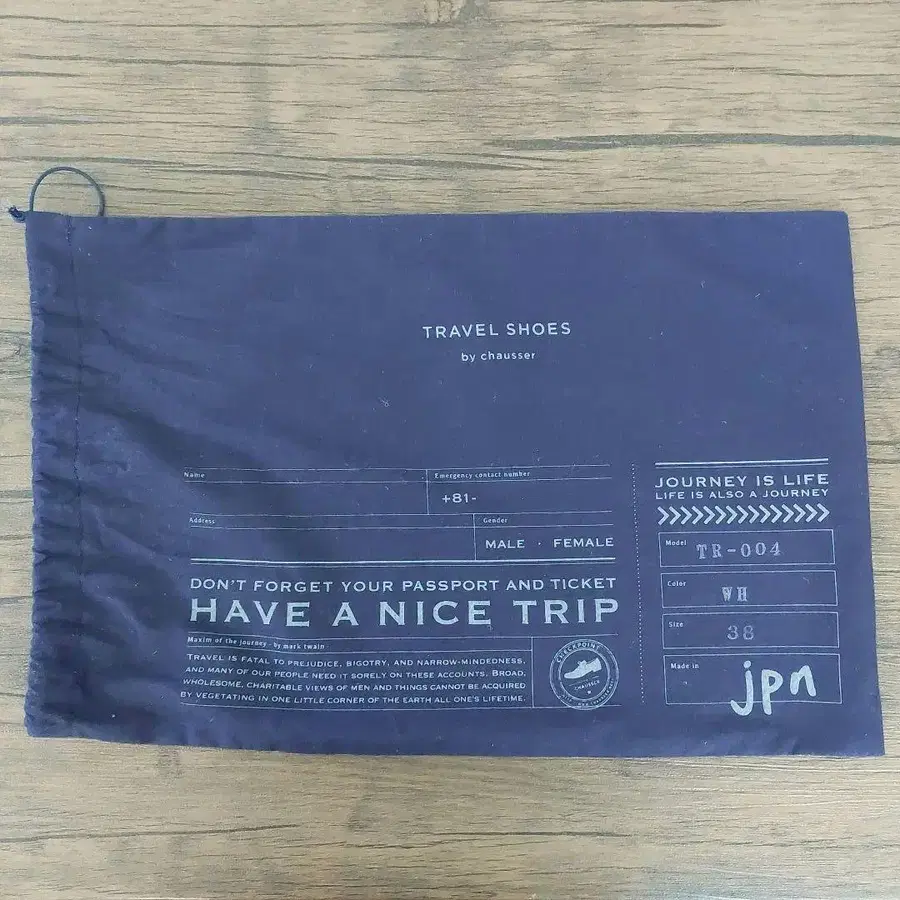 TRAVEL SHOES
by chausser
Name
Emergency contact number
+81-
Address
Gender
MALE · FEMALE
DON'T FORGET YOUR PASSPORT AND TICKET
HAVE A NICE TRIP
Maxim of the journey - by mark twain
TRAVEL IS FATAL TO PREJUDICE, BIGOTRY, AND NARROW-MINDEDNESS,
AND MANY OF OUR PEOPLE NEED IT SORELY ON THESE ACCOUNTS. BROAD,
WHOLESOME, CHARITABLE VIEWS OF MEN AND THINGS CANNOT BE ACQUIRED
BY VEGETATING IN ONE LITTLE CORNER OF THE EARTH ALL ONE'S LIFETIME.
CHECKPOINT
CHAUSSER
JOURNEY IS LIFE
LIFE IS ALSO A JOURNEY
Model
TR-004
Color
WH
Size
38
Made in
jpn